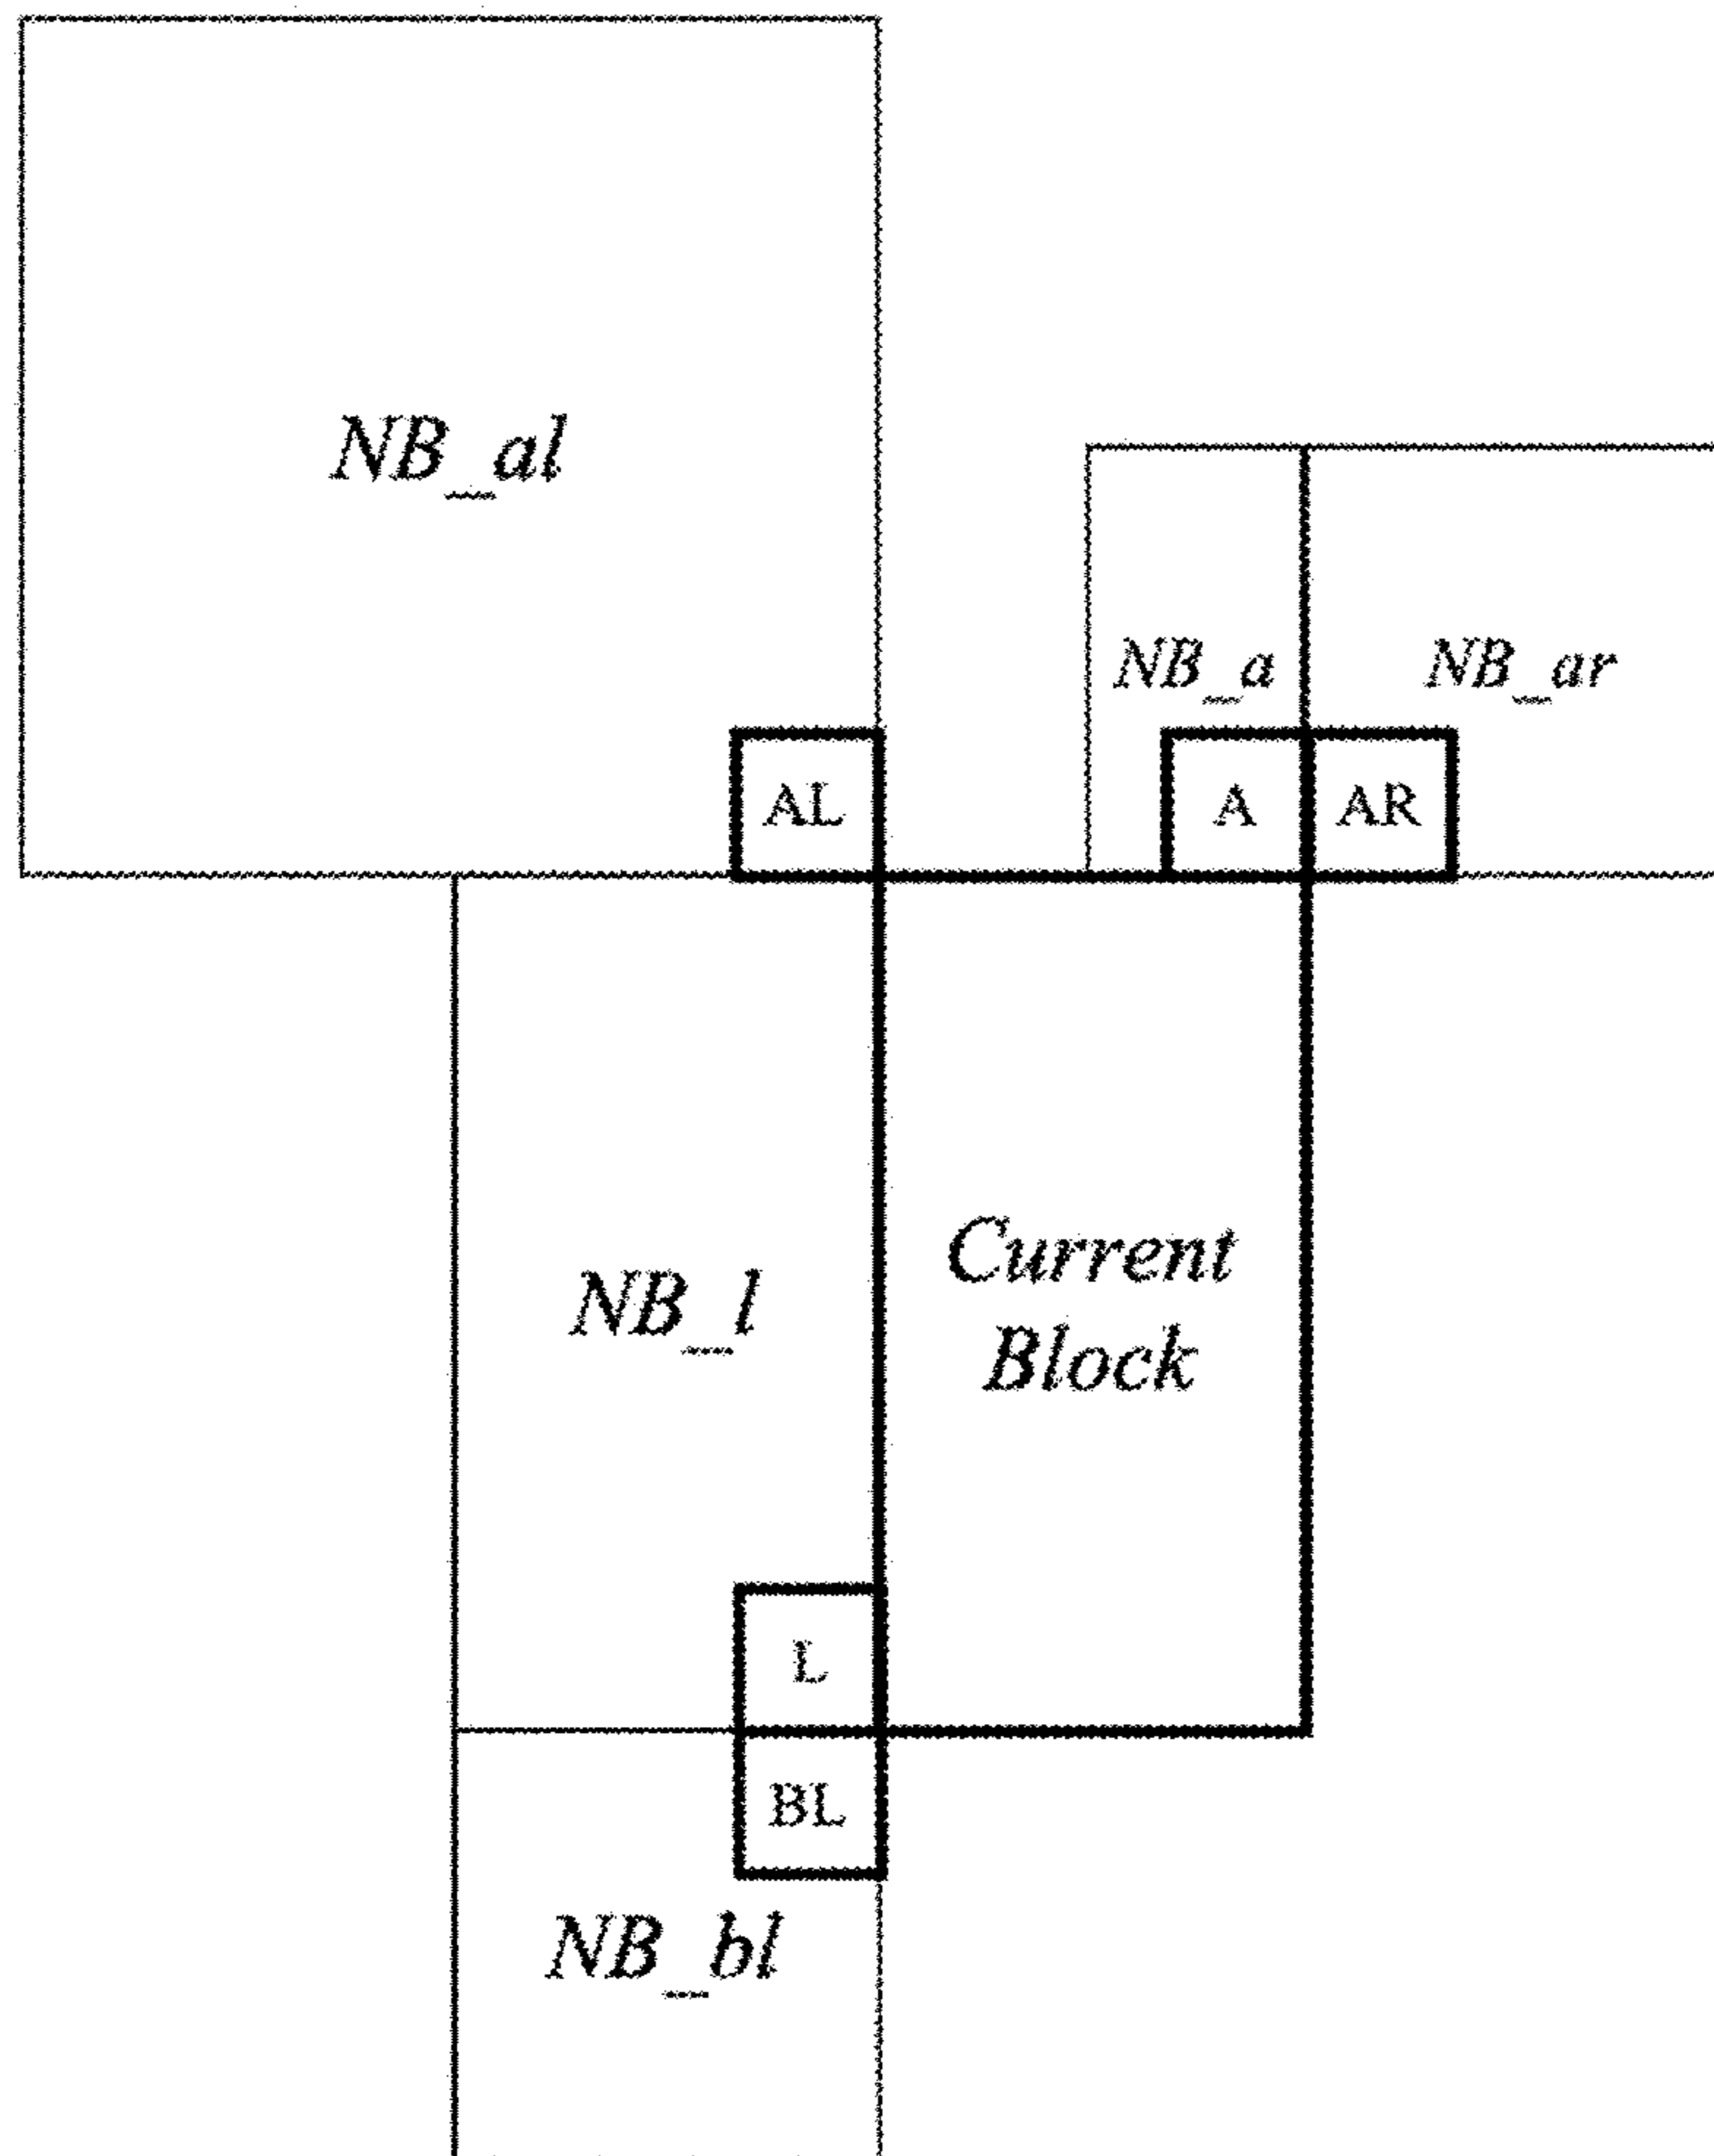 NB_al
NB_a
NB_ar
AL
A
AR
NB_l
Current
Block
L
BL
NB_bl